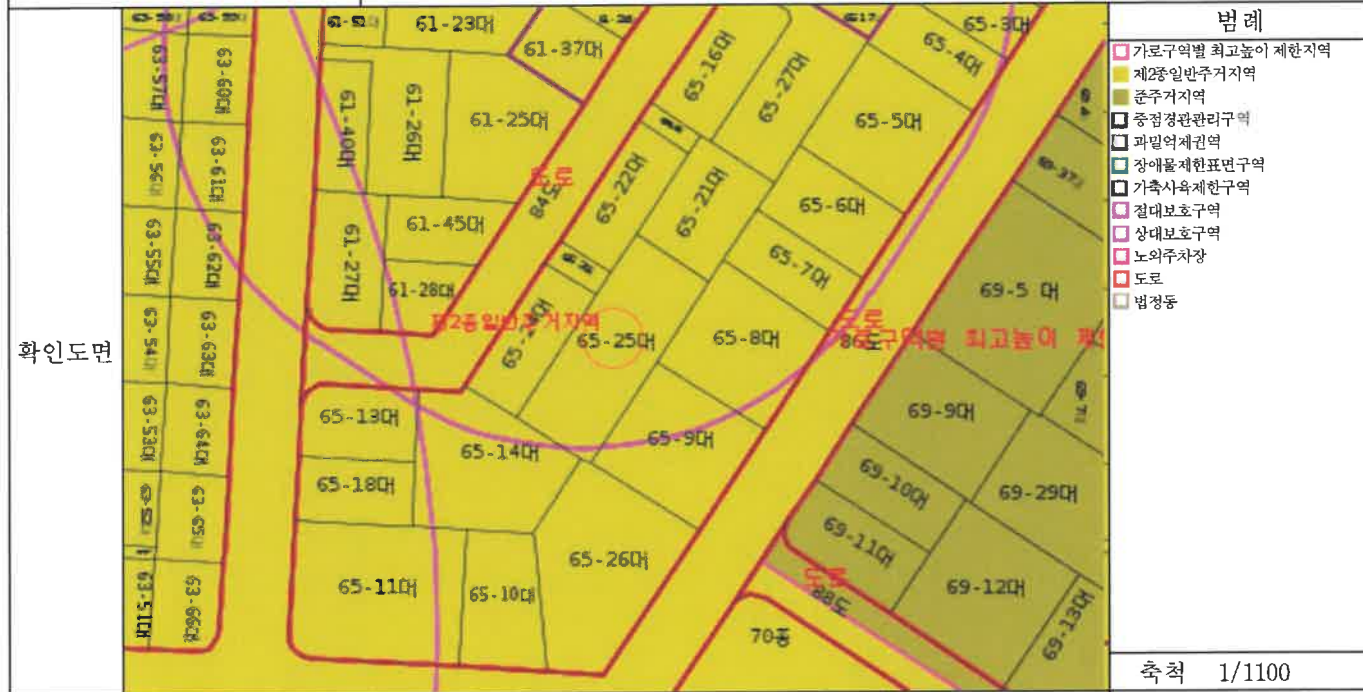 확인도면
61-23대
61-37대
65-16대
65-27대
65-3대
65-4대
63-57대
63-60대
61-40대
61-26대
61-25대
65-5대
63-56대
63-61대
도로
84도
65-22대
65-21대
65-6대
61-45대
63-55대
63-62대
61-27대
65-7대
61-28대
69-5 대
제2종일반주거지역
65-25대
65-8대
도로
86도
최고높이
63-54대
63-63대
69-9대
65-13대
65-9대
63-53대
63-64대
65-14대
65-18대
69-10대
69-29대
63-65대
69-11대
65-26대
65-11대
65-10대
도로
88도
69-12대
63-51대
63-66대
69-13대
70종
범례
가로구역별 최고높이 제한지역
제2종일반주거지역
준주거지역
중점경관관리구역
과밀억제권역
장애물제한표면구역
가축사육제한구역
절대보호구역
상대보호구역
노외주차장
도로
법정동
축척 1/1100